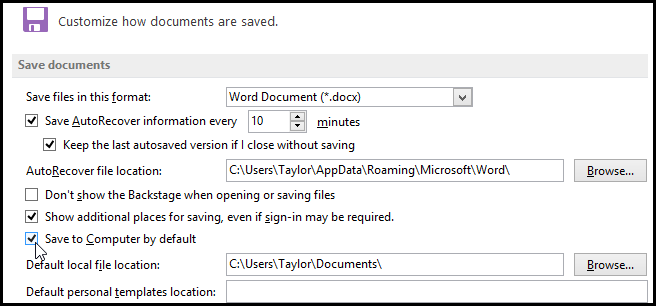 Customize how documents are saved.
Save documents
Save files in this format: Word Document (*.docx)
Save AutoRecover information every 10 minutes
Keep the last autosaved version if I close without saving
AutoRecover file location: C:\Users\Taylor\AppData\Roaming\Microsoft\Word\ Browse...
Don't show the Backstage when opening or saving files
Show additional places for saving, even if sign-in may be required.
Save to Computer by default
Default local file location: C:\Users\Taylor\Documents\ Browse...
Default personal templates location: